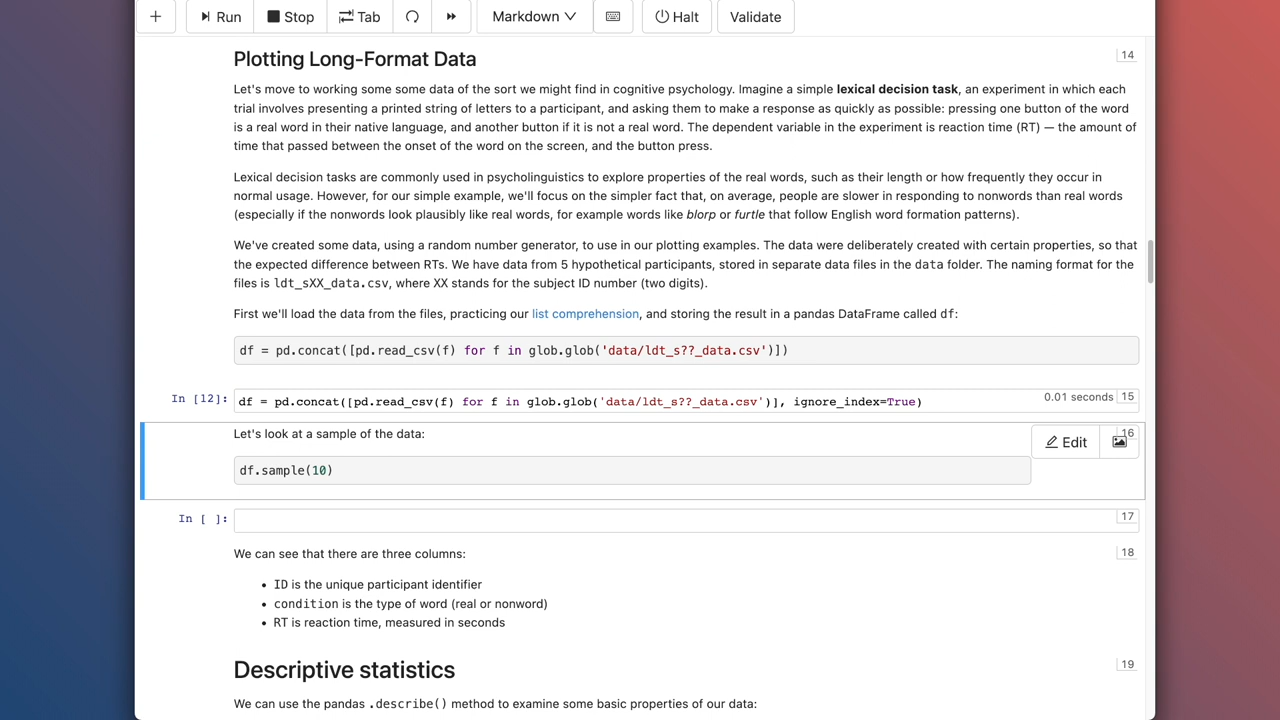 + Run Stop Tab Markdown Halt Validate
Plotting Long-Format Data 14
Let's move to working some some data of the sort we might find in cognitive psychology. Imagine a simple lexical decision task, an experiment in which each
trial involves presenting a printed string of letters to a participant, and asking them to make a response as quickly as possible: pressing one button of the word
is a real word in their native language, and another button if it is not a real word. The dependent variable in the experiment is reaction time (RT) — the amount of
time that passed between the onset of the word on the screen, and the button press.
Lexical decision tasks are commonly used in psycholinguistics to explore properties of the real words, such as their length or how frequently they occur in
normal usage. However, for our simple example, we'll focus on the simpler fact that, on average, people are slower in responding to nonwords than real words
(especially if the nonwords look plausibly like real words, for example words like blorp or furtle that follow English word formation patterns).
We've created some data, using a random number generator, to use in our plotting examples. The data were deliberately created with certain properties, so that
the expected difference between RTs. We have data from 5 hypothetical participants, stored in separate data files in the data folder. The naming format for the
files is ldt_sXX_data.csv, where XX stands for the subject ID number (two digits).
First we'll load the data from the files, practicing our list comprehension, and storing the result in a pandas DataFrame called df:
df = pd.concat([pd.read_csv(f) for f in glob.glob('data/ldt_s??_data.csv')])
In [12]: df = pd.concat([pd.read_csv(f) for f in glob.glob('data/ldt_s??_data.csv')], ignore_index=True) 0.01 seconds 15
Let's look at a sample of the data: 16
Edit
df.sample(10)
In [ ]: 17
We can see that there are three columns: 18
• ID is the unique participant identifier
• condition is the type of word (real or nonword)
• RT is reaction time, measured in seconds
Descriptive statistics 19
We can use the pandas .describe() method to examine some basic properties of our data: